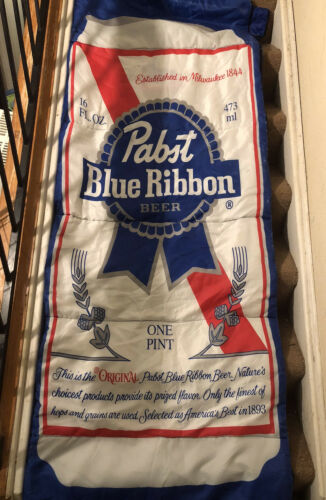 Established in Milwaukee 1844
16
FL. OZ.
473
ml
Pabst
Blue Ribbon
BEER
®
ONE
PINT
This is the ORIGINAL Pabst Blue Ribbon Beer. Nature's
choicest products provide its prized flavor. Only the finest of
hops and grains are used. Selected as America's Best in 1893